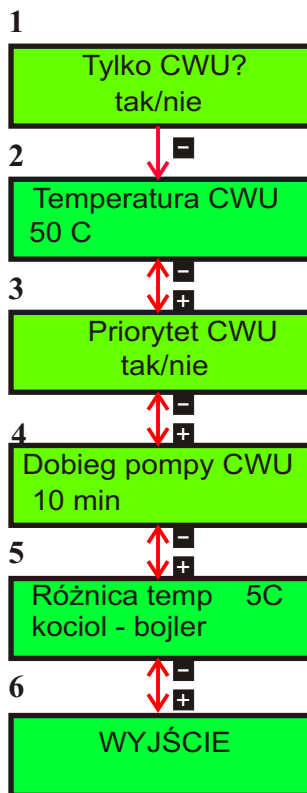 1
Tylko CWU?
tak/nie
−
2
Temperatura CWU
50 C
−
+
3
Priorytet CWU
tak/nie
−
+
4
Dobieg pompy CWU
10 min
−
+
5
Różnica temp 5C
kociol - bojler
−
+
6
WYJŚCIE